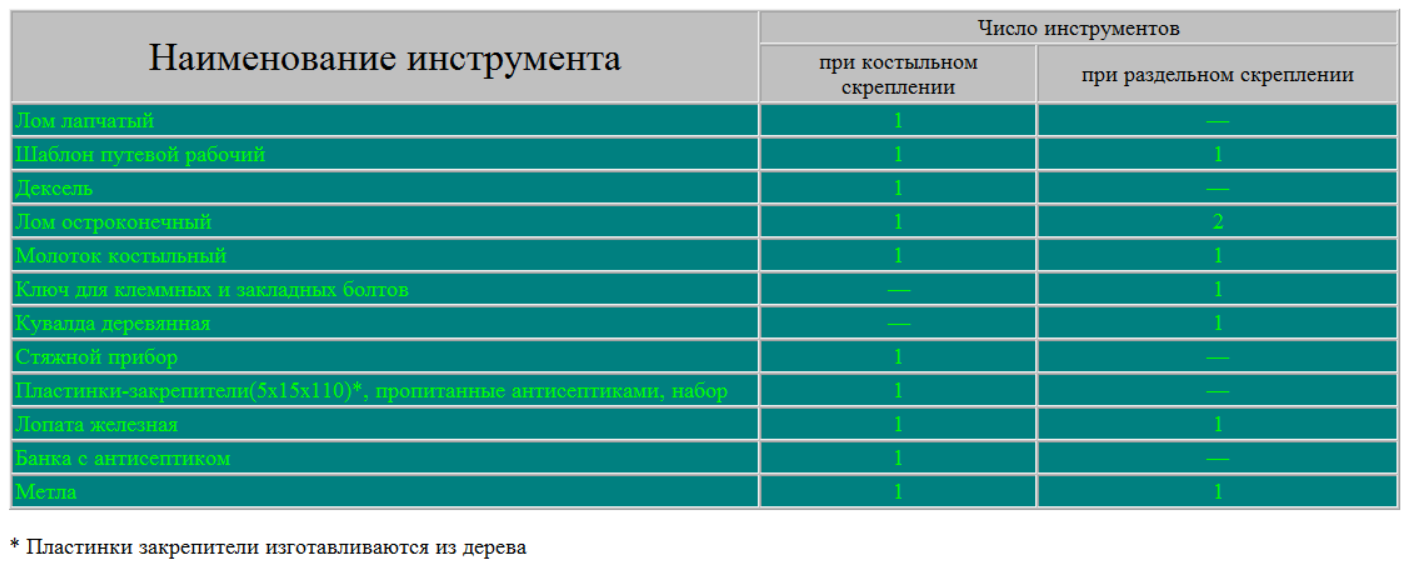 Наименование инструмента
Число инструментов
при костыльном
скреплении
при раздельном скреплении
Лом лапчатый 1 —
Шаблон путевой рабочий 1 1
Дексель 1 —
Лом остроконечный 1 2
Молоток костыльный 1 1
Ключ для клеммных и закладных болтов — 1
Кувалда деревянная — 1
Стяжной прибор 1 —
Пластинки-закрепители(5х15х110)*, пропитанные антисептиками, набор 1 —
Лопата железная 1 1
Банка с антисептиком 1 —
Метла 1 1
* Пластинки закрепители изготавливаются из дерева